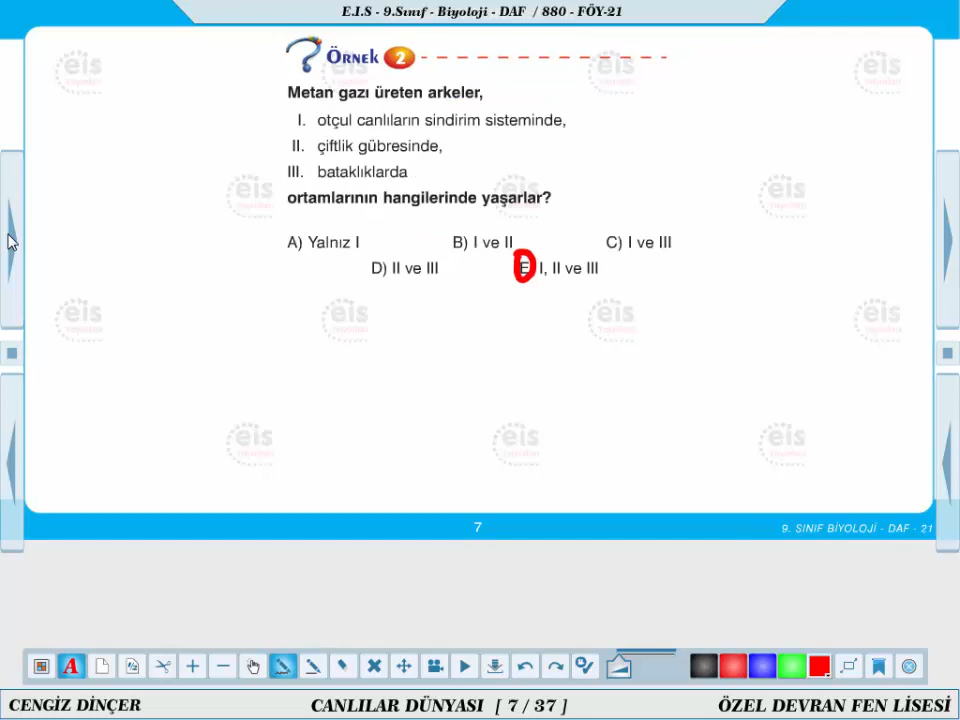 E.I.S - 9.Sınıf - Biyoloji - DAF / 880 - FÖY-21
ÖRNEK 2
Metan gazı üreten arkeler,
I. otçul canlıların sindirim sisteminde,
II. çiftlik gübresinde,
III. bataklıklarda
ortamlarının hangilerinde yaşarlar?
A) Yalnız I B) I ve II C) I ve III
D) II ve III E) I, II ve III
eis
7
9. SINIF BİYOLOJİ - DAF - 21
A
CENGİZ DİNÇER CANLILAR DÜNYASI [ 7 / 37 ] ÖZEL DEVRAN FEN LİSESİ